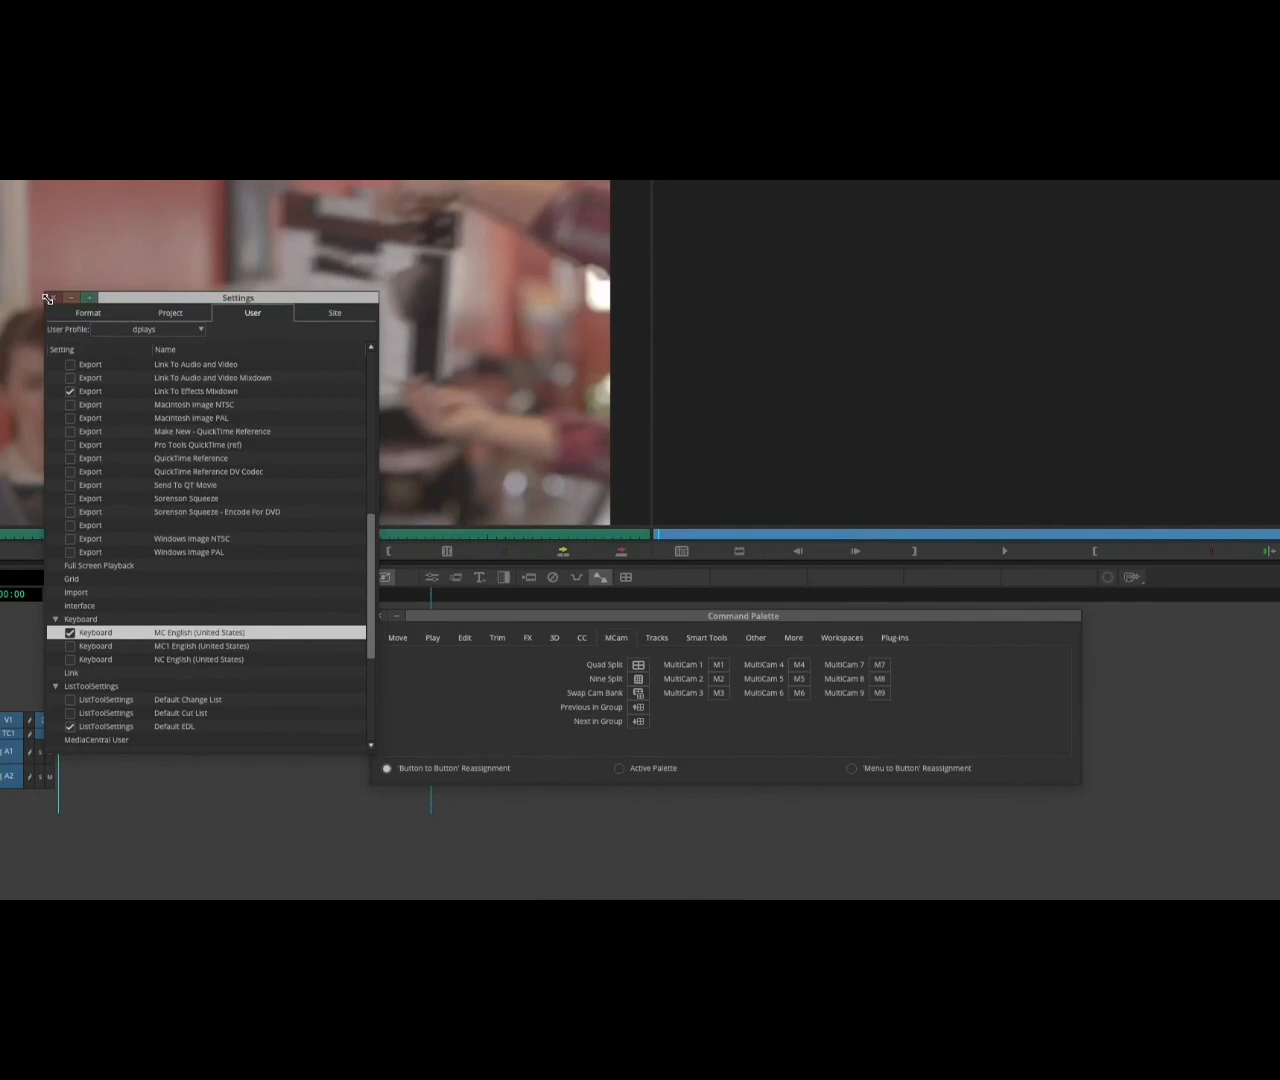 Settings
Format Project User Site
User Profile: dplays
Setting Name
Export Link To Audio and Video
Export Link To Audio and Video Mixdown
Export Link To Effects Mixdown
Export Macintosh Image NTSC
Export Macintosh Image PAL
Export Make New - QuickTime Reference
Export Pro Tools QuickTime (ref)
Export QuickTime Reference
Export QuickTime Reference DV Codec
Export Send To QT Movie
Export Sorenson Squeeze
Export Sorenson Squeeze - Encode For DVD
Export
Export Windows Image NTSC
Export Windows Image PAL
Full Screen Playback
Grid
Import
Interface
Keyboard
Keyboard MC English (United States)
Keyboard MC1 English (United States)
Keyboard NC English (United States)
Link
ListToolSettings
ListToolSettings Default Change List
ListToolSettings Default Cut List
ListToolSettings Default EDL
MediaCentral User
00:00
V1
TC1
A1 S
A2 S M
Command Palette
Move Play Edit Trim FX 3D CC MCam Tracks Smart Tools Other More Workspaces Plug-ins
Quad Split MultiCam 1 M1 MultiCam 4 M4 MultiCam 7 M7
Nine Split MultiCam 2 M2 MultiCam 5 M5 MultiCam 8 M8
Swap Cam Bank MultiCam 3 M3 MultiCam 6 M6 MultiCam 9 M9
Previous In Group
Next In Group
'Button to Button' Reassignment Active Palette 'Menu to Button' Reassignment